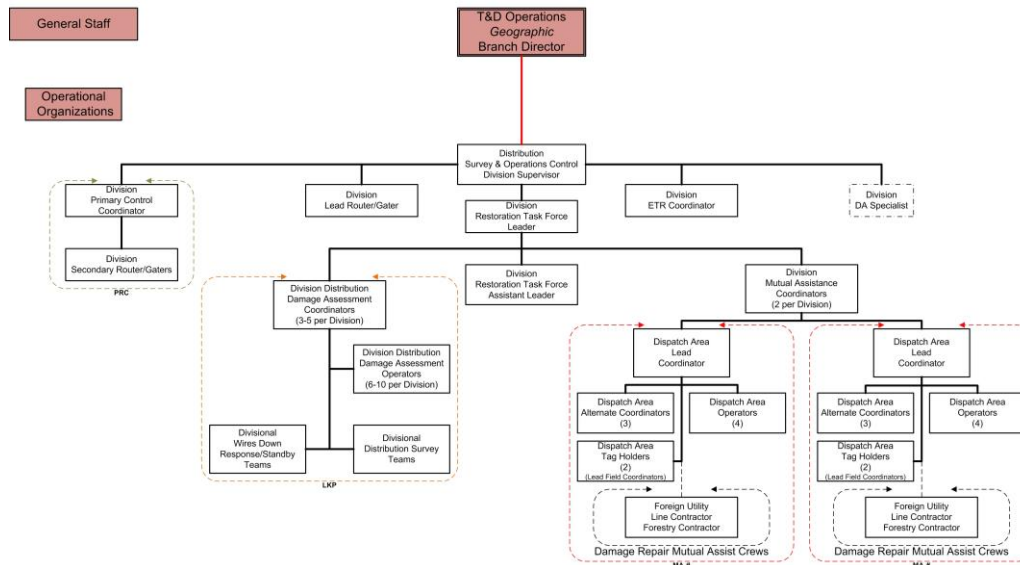 General Staff
T&D Operations
Geographic
Branch Director
Operational
Organizations
Distribution
Survey & Operations Control
Division Supervisor
Division
Primary Control
Coordinator
Division
Lead Router/Gater
Division
Restoration Task Force
Leader
Division
ETR Coordinator
Division
DA Specialist
Division
Secondary Router/Gaters
PRC
Division Distribution
Damage Assessment
Coordinators
(3-5 per Division)
Division
Restoration Task Force
Assistant Leader
Division
Mutual Assistance
Coordinators
(2 per Division)
Division Distribution
Damage Assessment
Operators
(6-10 per Division)
Divisional
Wires Down
Response/Standby
Teams
Divisional
Distribution Survey
Teams
LKP
Dispatch Area
Lead
Coordinator
Dispatch Area
Alternate Coordinators
(3)
Dispatch Area
Operators
(4)
Dispatch Area
Tag Holders
(2)
(Lead Field Coordinators)
Foreign Utility
Line Contractor
Forestry Contractor
Damage Repair Mutual Assist Crews
Dispatch Area
Lead
Coordinator
Dispatch Area
Alternate Coordinators
(3)
Dispatch Area
Operators
(4)
Dispatch Area
Tag Holders
(2)
(Lead Field Coordinators)
Foreign Utility
Line Contractor
Forestry Contractor
Damage Repair Mutual Assist Crews